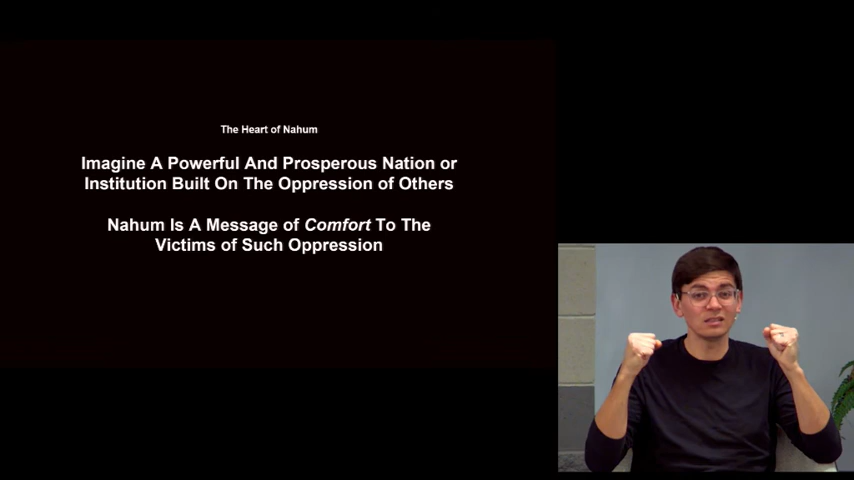 The Heart of Nahum
Imagine A Powerful And Prosperous Nation or
Institution Built On The Oppression of Others
Nahum Is A Message of Comfort To The
Victims of Such Oppression